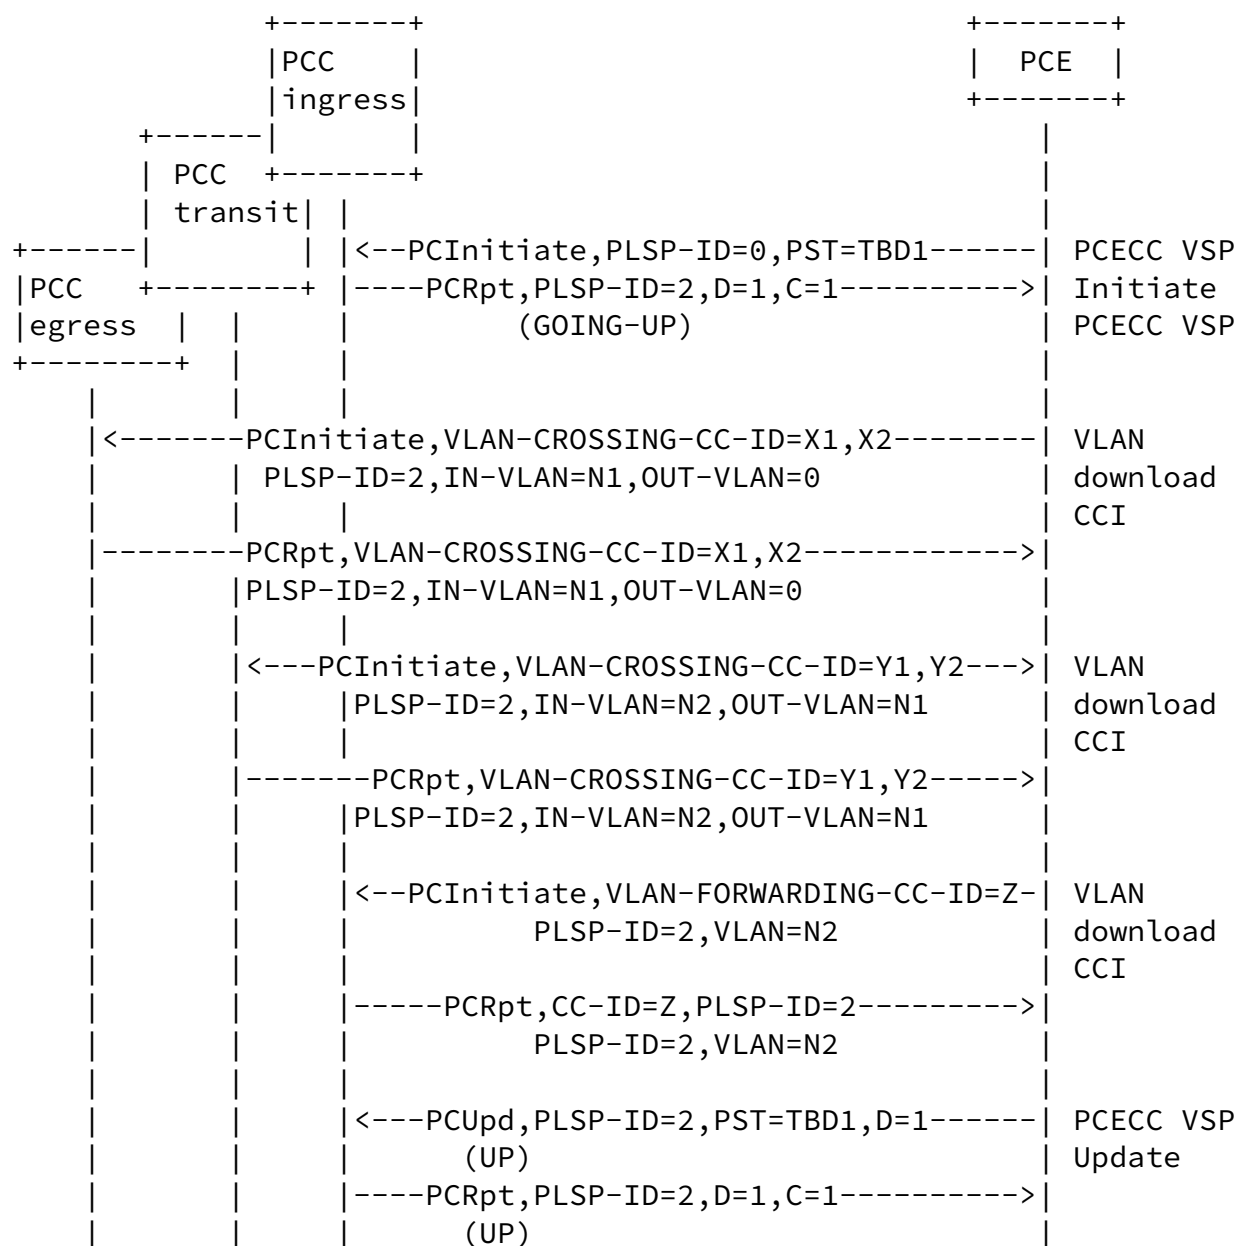 +-------+                              +-------+
            |PCC    |                              |  PCE  |
            |ingress|                              +-------+
     +------|       |                                  |
     | PCC  +-------+                                  |
     | transit| |                                      |
+------|      | |<--PCInitiate,PLSP-ID=0,PST=TBD1------| PCECC VSP
|PCC   +--------+ |----PCRpt,PLSP-ID=2,D=1,C=1---------->| Initiate
|egress  |  |     |         (GOING-UP)                   | PCECC VSP
+--------+  |     |                                      |
    |       |     |                                      |
    |<-------PCInitiate,VLAN-CROSSING-CC-ID=X1,X2--------| VLAN
    |       | PLSP-ID=2,IN-VLAN=N1,OUT-VLAN=0            | download
    |       |     |                                      | CCI
    |--------PCRpt,VLAN-CROSSING-CC-ID=X1,X2------------>|
    |       |PLSP-ID=2,IN-VLAN=N1,OUT-VLAN=0             |
    |       |     |                                      |
    |       |<---PCInitiate,VLAN-CROSSING-CC-ID=Y1,Y2--->| VLAN
    |       |     |PLSP-ID=2,IN-VLAN=N2,OUT-VLAN=N1      | download
    |       |     |                                      | CCI
    |       |-------PCRpt,VLAN-CROSSING-CC-ID=Y1,Y2----->|
    |       |     |PLSP-ID=2,IN-VLAN=N2,OUT-VLAN=N1      |
    |       |     |                                      |
    |       |     |<--PCInitiate,VLAN-FORWARDING-CC-ID=Z-| VLAN
    |       |     |          PLSP-ID=2,VLAN=N2           | download
    |       |     |                                      | CCI
    |       |     |-----PCRpt,CC-ID=Z,PLSP-ID=2--------->|
    |       |     |          PLSP-ID=2,VLAN=N2           |
    |       |     |                                      |
    |       |     |<---PCUpd,PLSP-ID=2,PST=TBD1,D=1------| PCECC VSP
    |       |     |      (UP)                            | Update
    |       |     |----PCRpt,PLSP-ID=2,D=1,C=1---------->|
    |       |     |      (UP)                            |